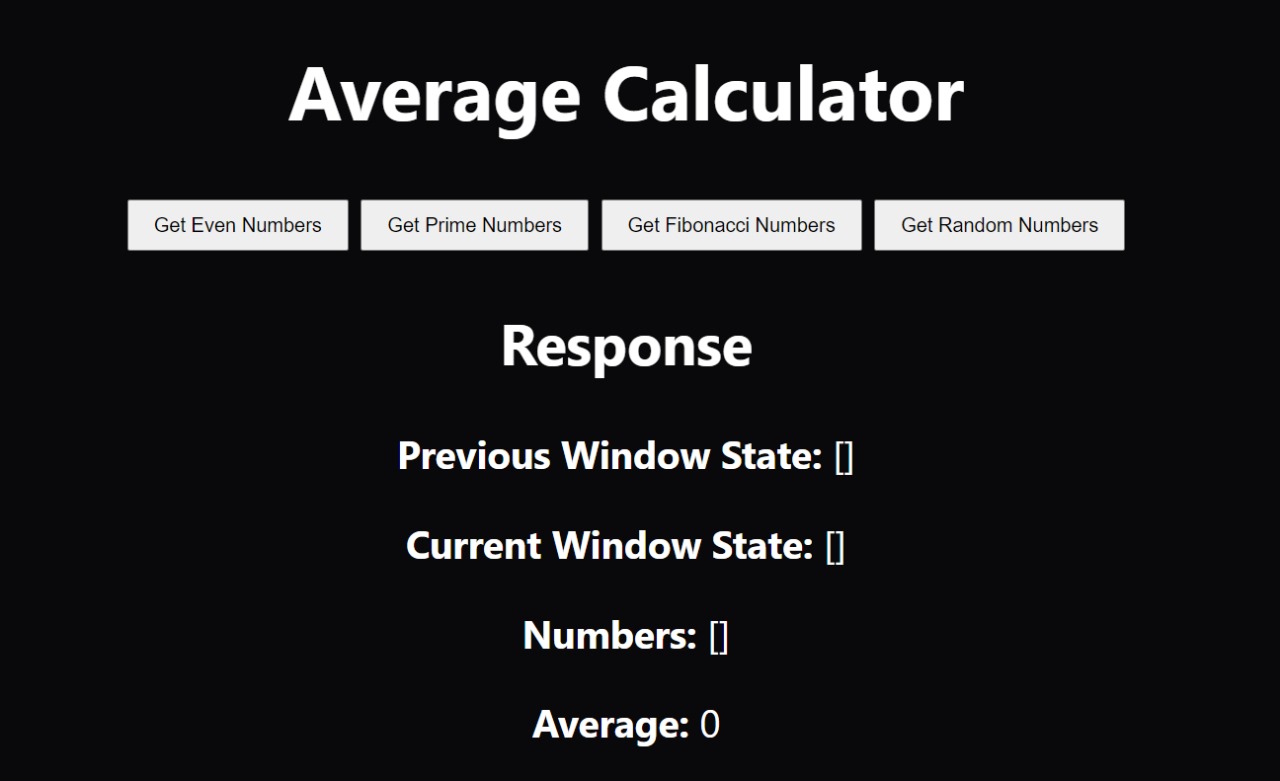 Average Calculator
Get Even Numbers Get Prime Numbers Get Fibonacci Numbers Get Random Numbers
Response
Previous Window State: []
Current Window State: []
Numbers: []
Average: 0